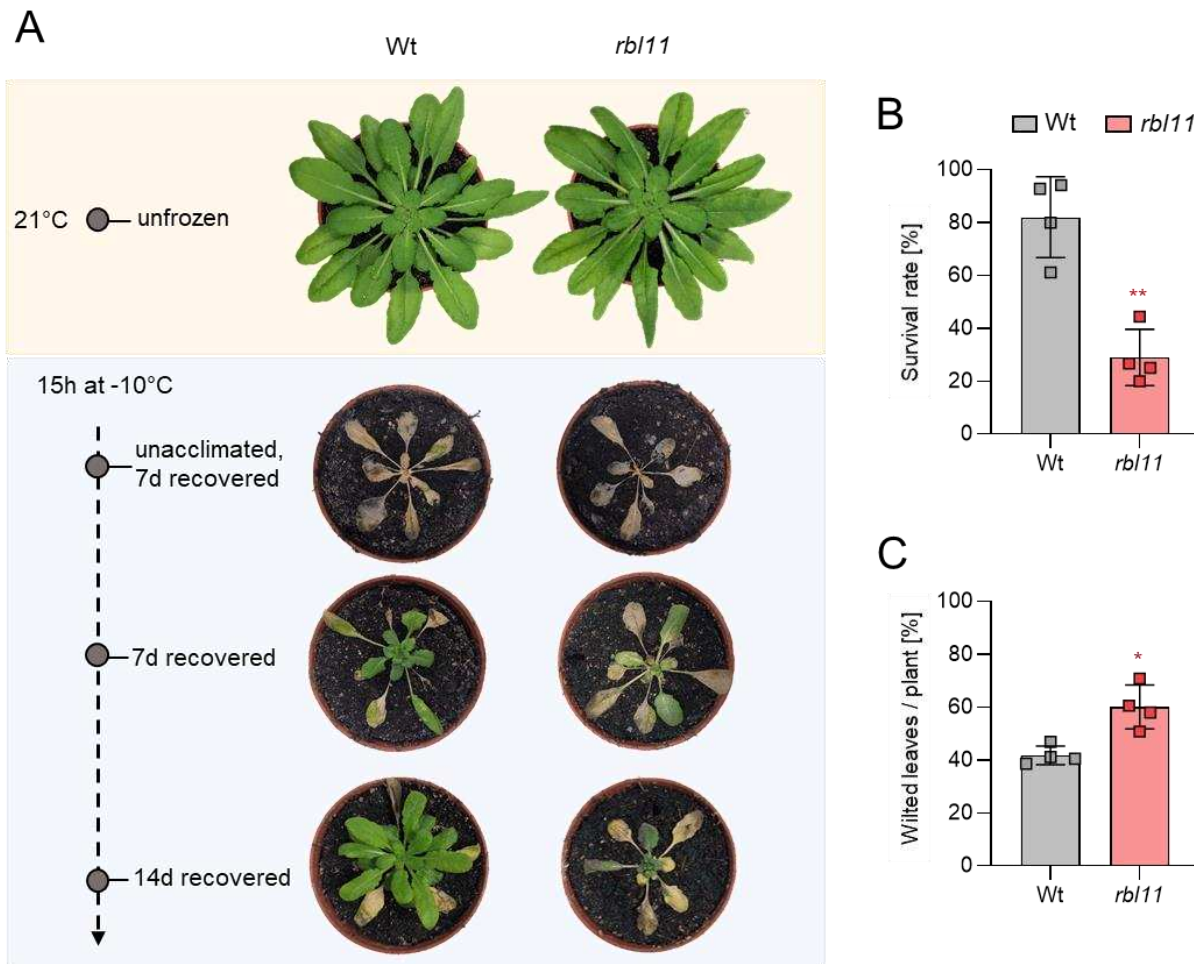 A
Wt
rbl11
21°C
unfrozen
15h at -10°C
unacclimated,
7d recovered
7d recovered
14d recovered
B
Wt
rbl11
Survival rate [%]
100
80
60
40
20
0
**
Wt
rbl11
C
Wilted leaves / plant [%]
100
80
60
40
20
0
*
Wt
rbl11